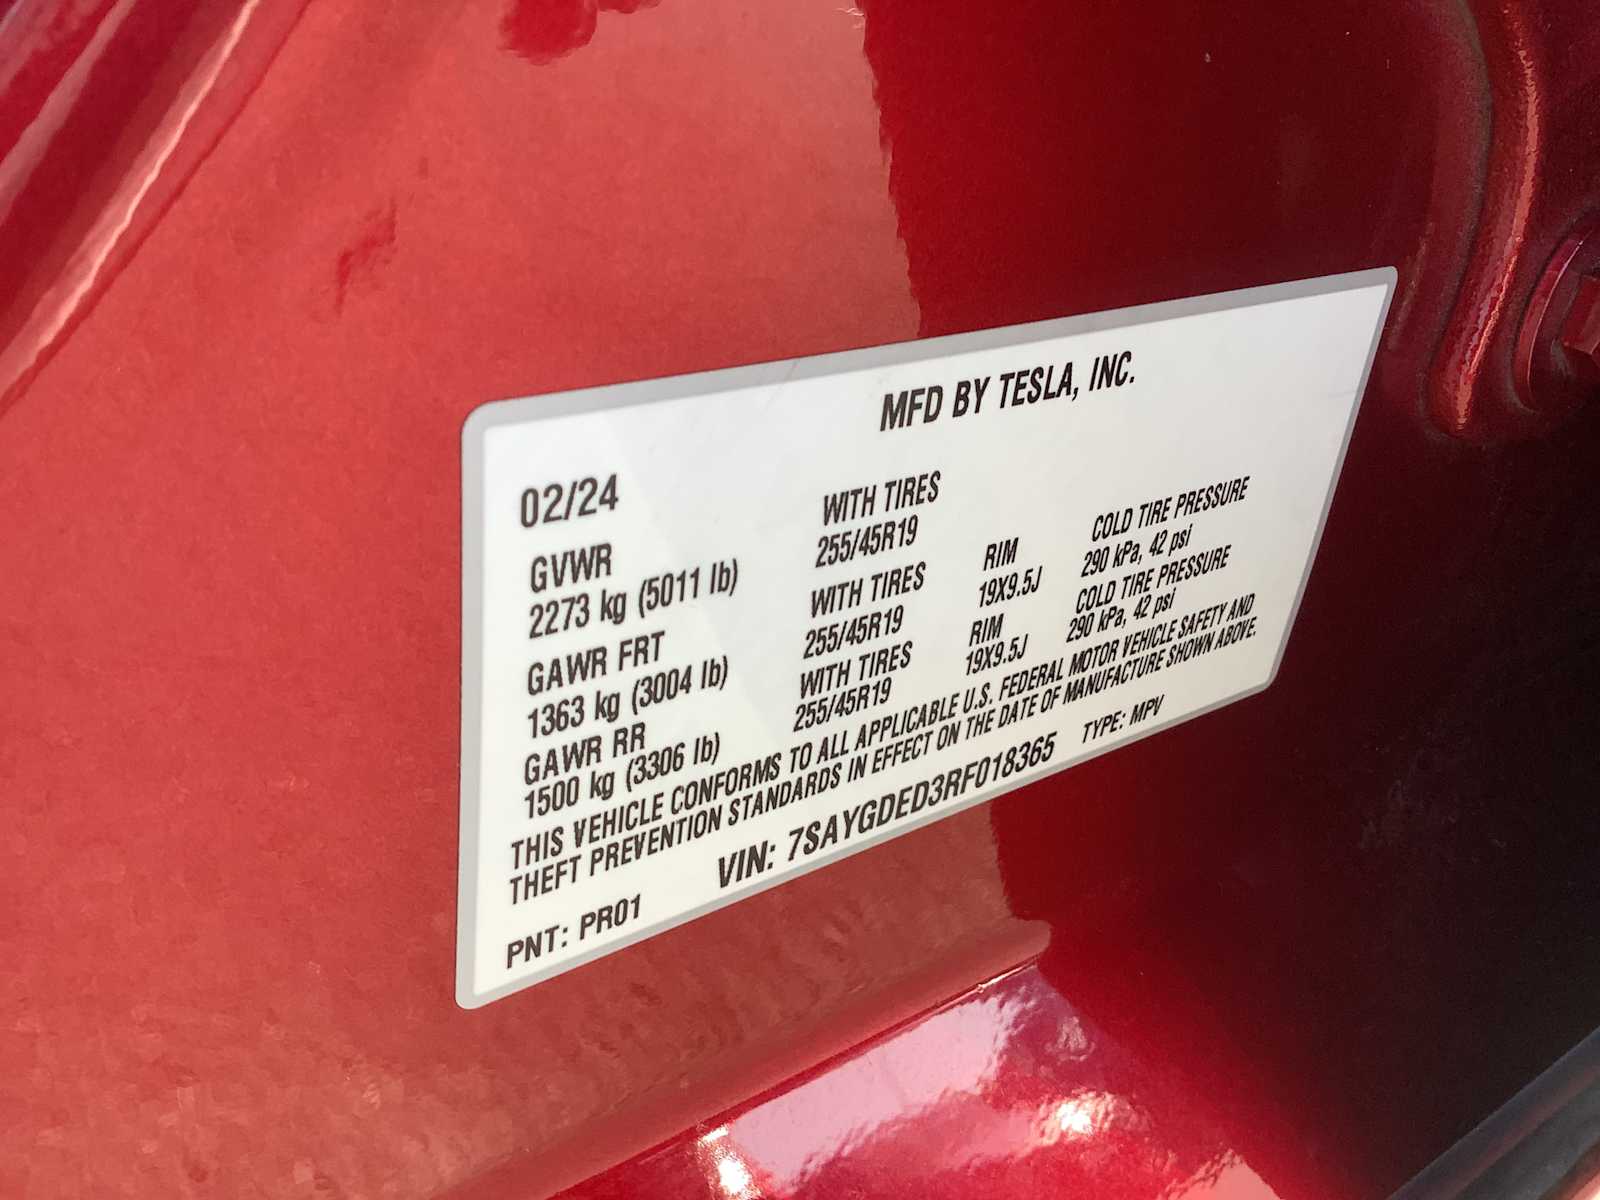 MFD BY TESLA, INC.
02/24
GVWR
2273 kg (5011 lb)
WITH TIRES
255/45R19
GAWR FRT
1363 kg (3004 lb)
WITH TIRES
255/45R19
RIM
19X9.5J
COLD TIRE PRESSURE
290 kPa, 42 psi
GAWR RR
1500 kg (3306 lb)
WITH TIRES
255/45R19
RIM
19X9.5J
COLD TIRE PRESSURE
290 kPa, 42 psi
THIS VEHICLE CONFORMS TO ALL APPLICABLE U.S. FEDERAL MOTOR VEHICLE SAFETY AND
THEFT PREVENTION STANDARDS IN EFFECT ON THE DATE OF MANUFACTURE SHOWN ABOVE.
PNT: PR01
VIN: 7SAYGDED3RF018365
TYPE: MPV